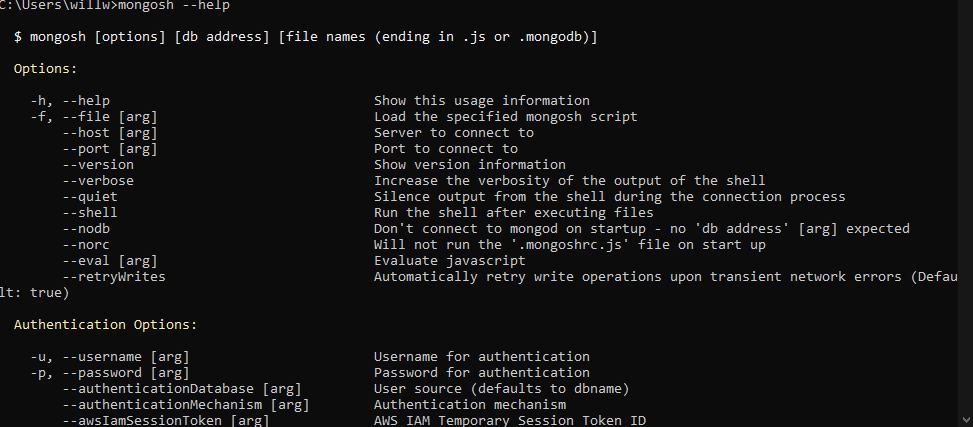 C:\Users\willw>mongosh --help
$ mongosh [options] [db address] [file names (ending in .js or .mongodb)]
Options:
-h, --help Show this usage information
-f, --file [arg] Load the specified mongosh script
--host [arg] Server to connect to
--port [arg] Port to connect to
--version Show version information
--verbose Increase the verbosity of the output of the shell
--quiet Silence output from the shell during the connection process
--shell Run the shell after executing files
--nodb Don't connect to mongod on startup - no 'db address' [arg] expected
--norc Will not run the '.mongoshrc.js' file on start up
--eval [arg] Evaluate javascript
--retryWrites Automatically retry write operations upon transient network errors (Defau
lt: true)
Authentication Options:
-u, --username [arg] Username for authentication
-p, --password [arg] Password for authentication
--authenticationDatabase [arg] User source (defaults to dbname)
--authenticationMechanism [arg] Authentication mechanism
--awsIamSessionToken [arg] AWS IAM Temporary Session Token ID